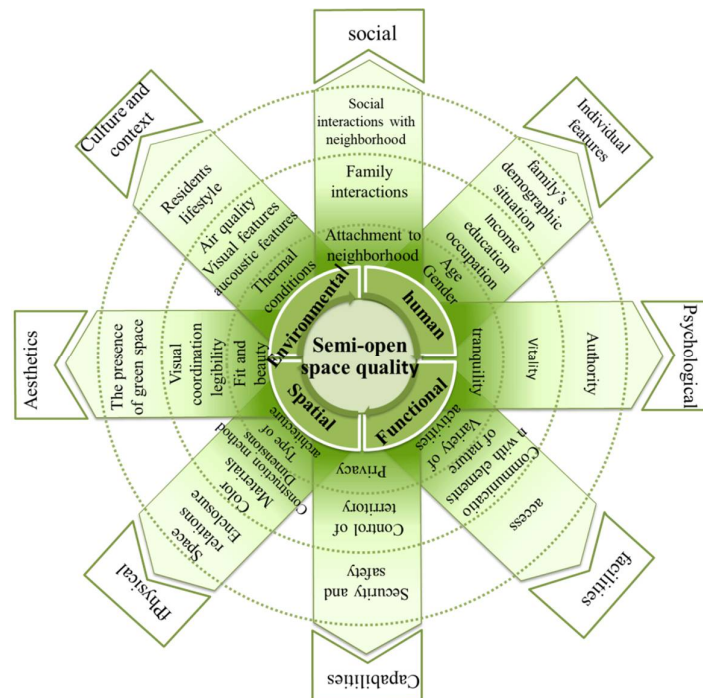 social
Social
interactions with
neighborhood
Family
interactions
Attachment to
neighborhood
Individual
features
family's
demographic
situation
Income
education
occupation
Age
Gender
Psychological
Authority
Vitality
tranquility
facilities
access
Communicatio
n with elements
of nature
Variety of
activities
Capabilities
Security and
safety
Control of
territory
Privacy
fPhysical
Space
relations
Enclosure
Color
Materials
Construction method
Dimensions
Type of
architecture
Aesthetics
The presence
of green space
Visual
coordination
legibility
Fit and
beauty
Culture and
context
Residents
lifestyle
Air quality
Visual features
aucoustic features
Thermal
conditions
Environmental
human
Functional
Spatial
Semi-open
space quality